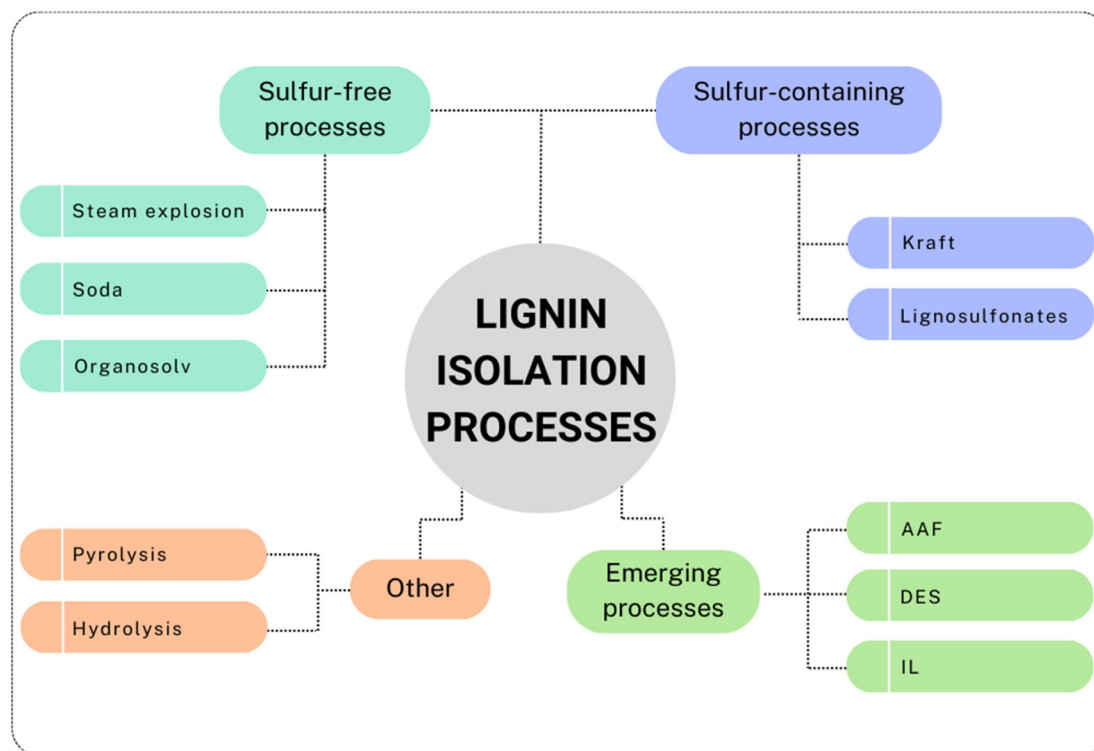 Sulfur-free
processes
Sulfur-containing
processes
Steam explosion
Soda
Organosolv
Kraft
Lignosulfonates
LIGNIN
ISOLATION
PROCESSES
Pyrolysis
Hydrolysis
Other
Emerging
processes
AAF
DES
IL